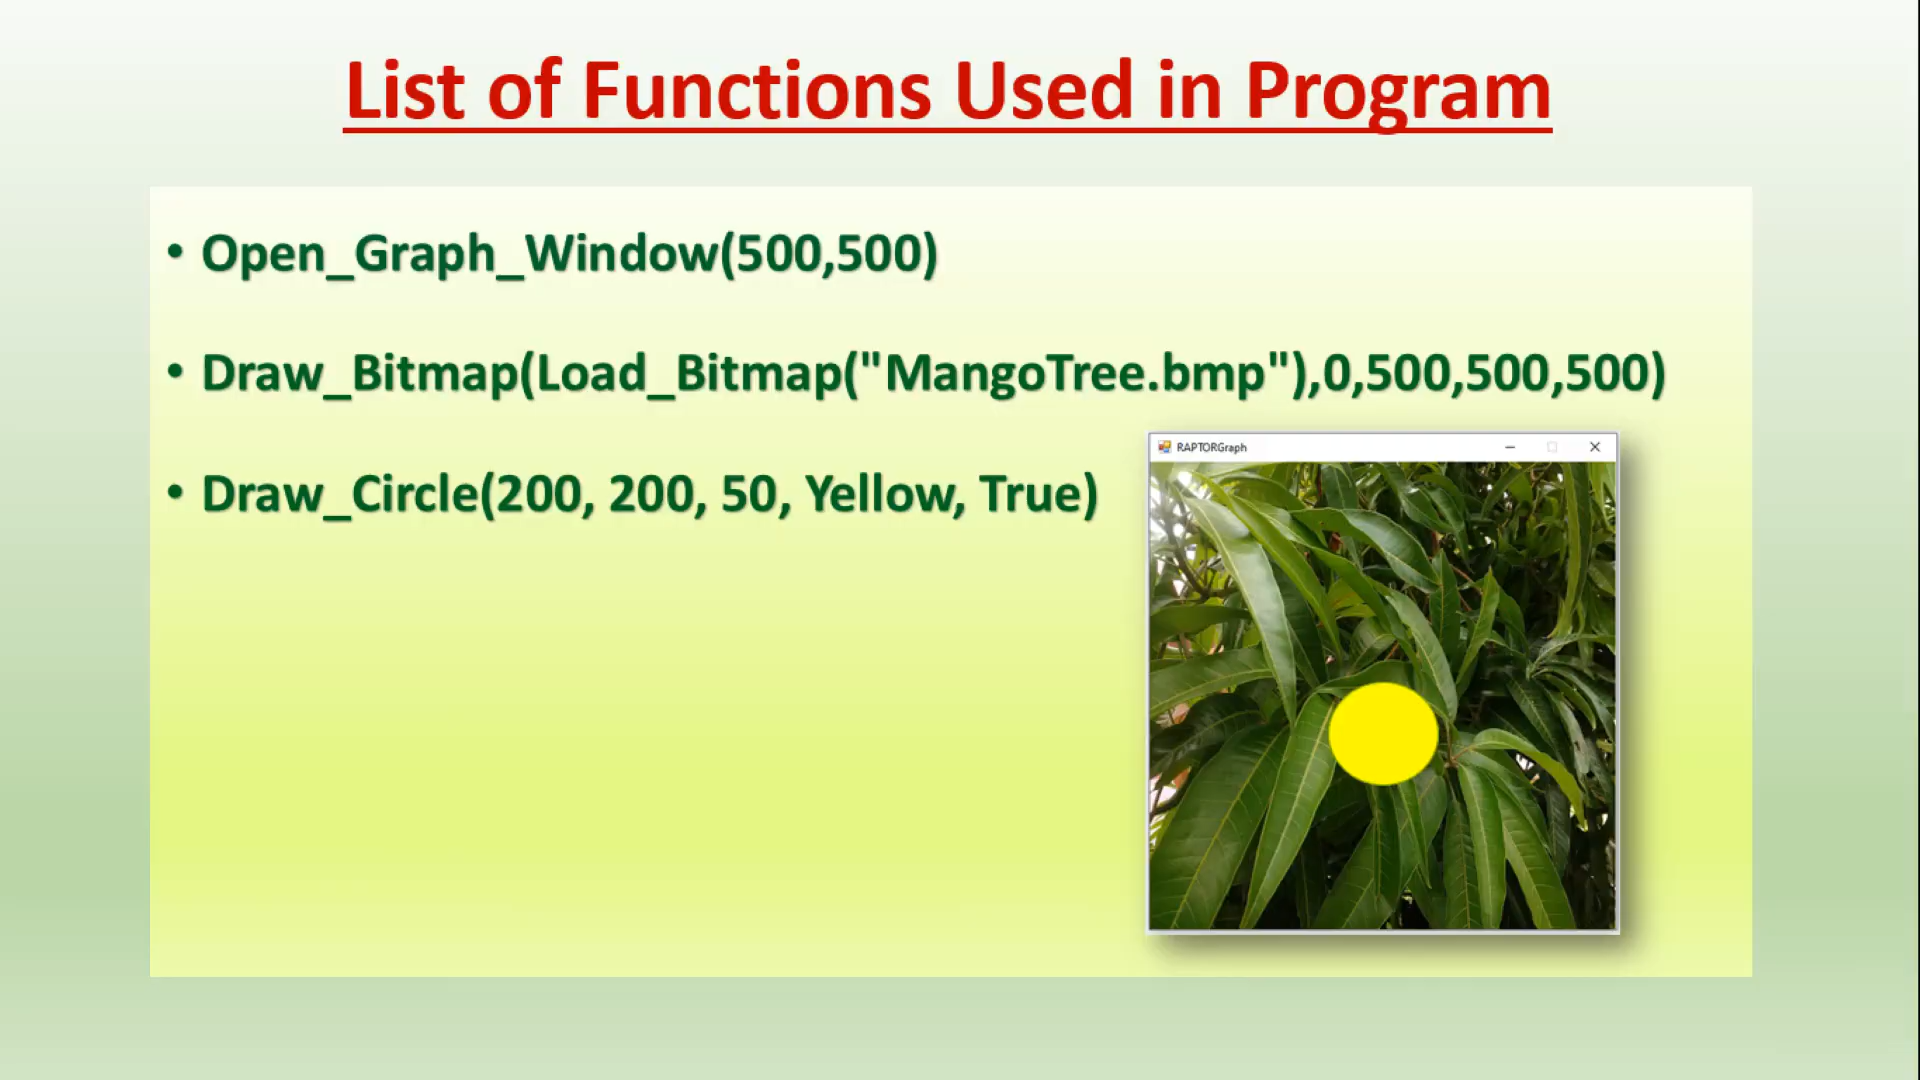 List of Functions Used in Program
• Open_Graph_Window(500,500)
• Draw_Bitmap(Load_Bitmap("MangoTree.bmp"),0,500,500,500)
• Draw_Circle(200, 200, 50, Yellow, True)
RAPTORGraph